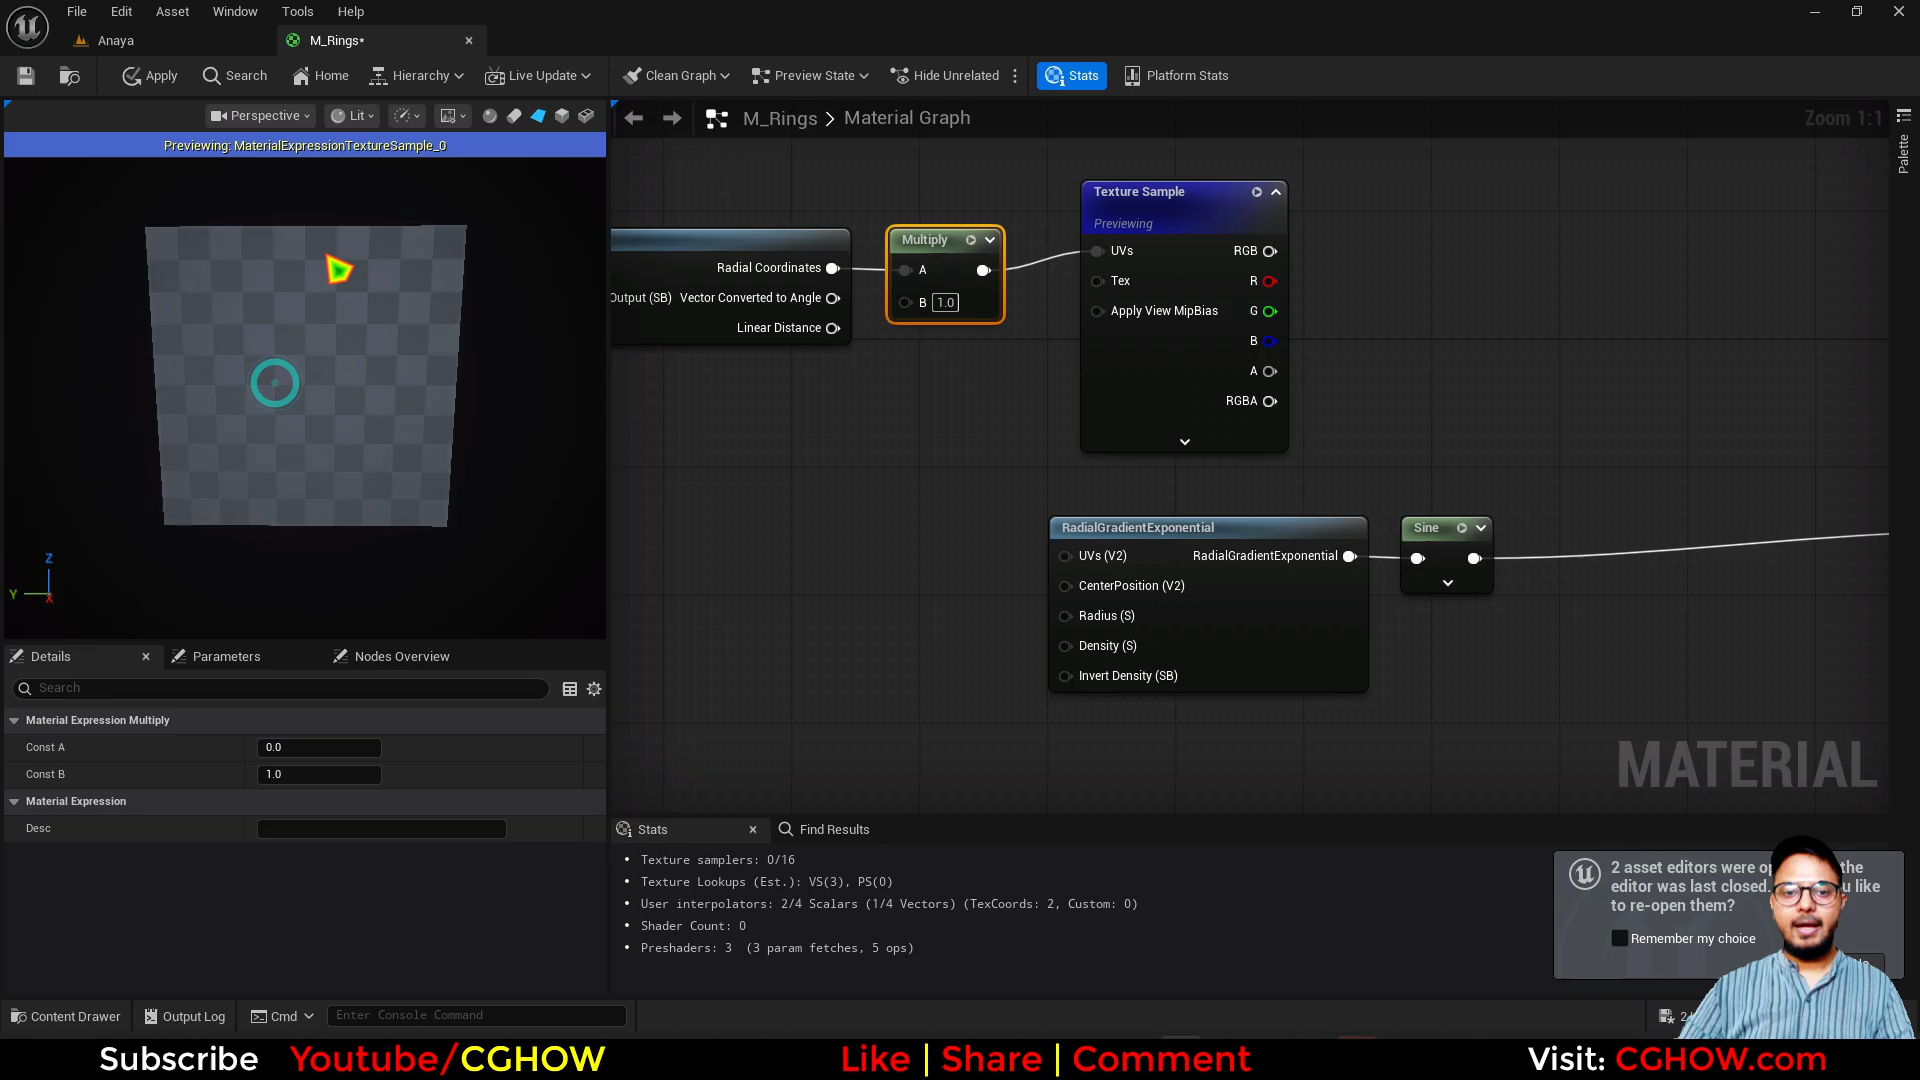 File Edit Asset Window Tools Help
Anaya
M_Rings*
Apply Search Home Hierarchy Live Update Clean Graph Preview State Hide Unrelated Stats Platform Stats
Perspective Lit
Previewing: MaterialExpressionTextureSample_0
M_Rings > Material Graph
Zoom 1:1
Palette
Texture Sample
Previewing
UVs RGB
Tex R
Apply View MipBias G
B
A
RGBA
Radial Coordinates
Output (SB) Vector Converted to Angle
Linear Distance
Multiply
A
B 1.0
RadialGradientExponential
UVs (V2) RadialGradientExponential
CenterPosition (V2)
Radius (S)
Density (S)
Invert Density (SB)
Sine
MATERIAL
Z
Y
X
Details Parameters Nodes Overview
Search
Material Expression Multiply
Const A 0.0
Const B 1.0
Material Expression
Desc
Stats Find Results
Texture samplers: 0/16
Texture Lookups (Est.): VS(3), PS(0)
User interpolators: 2/4 Scalars (1/4 Vectors) (TexCoords: 2, Custom: 0)
Shader Count: 0
Preshaders: 3 (3 param fetches, 5 ops)
2 asset editors were the
editor was last closed. like
to re-open them?
Remember my choice
Content Drawer Output Log Cmd Enter Console Command
Subscribe Youtube/CGHOW Like | Share | Comment Visit: CGHOW.com